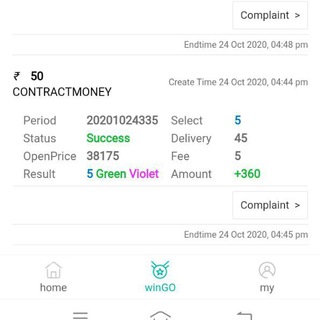 Complaint >
Endtime 24 Oct 2020, 04:48 pm
₹ 50
Create Time 24 Oct 2020, 04:44 pm
CONTRACTMONEY
Period 20201024335 Select 5
Status Success Delivery 45
OpenPrice 38175 Fee 5
Result 5 Green Violet Amount +360
Complaint >
Endtime 24 Oct 2020, 04:45 pm
home winGO my